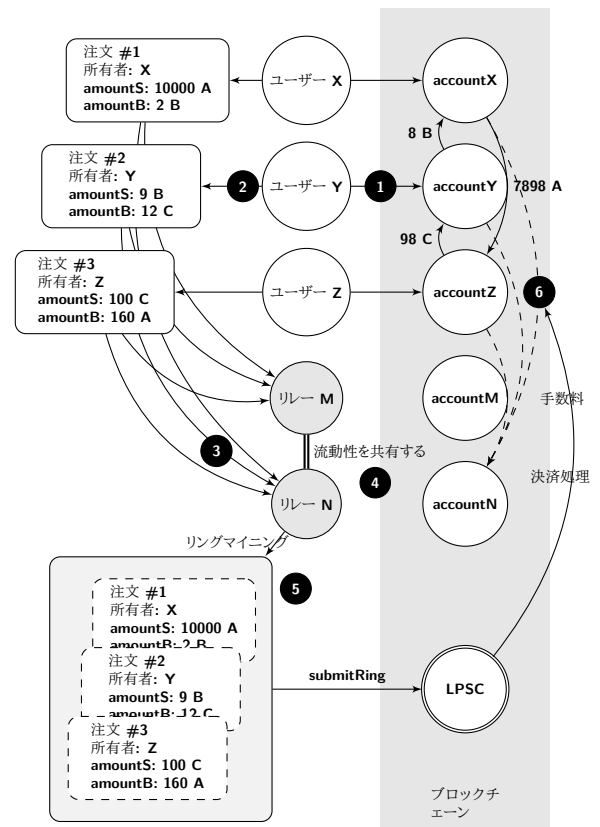 注文 #1
所有者: X
amountS: 10000 A
amountB: 2 B
ユーザー X
accountX
8 B
注文 #2
所有者: Y
amountS: 9 B
amountB: 12 C
2
ユーザー Y
1
accountY
7898 A
98 C
注文 #3
所有者: Z
amountS: 100 C
amountB: 160 A
ユーザー Z
accountZ
6
リレー M
accountM
手数料
3
流動性を共有する
4
決済処理
リレー N
accountN
リングマイニング
5
注文 #1
所有者: X
amountS: 10000 A
amountB: 2 B
注文 #2
所有者: Y
amountS: 9 B
amountB: 12 C
注文 #3
所有者: Z
amountS: 100 C
amountB: 160 A
submitRing
LPSC
ブロックチ
ェーン